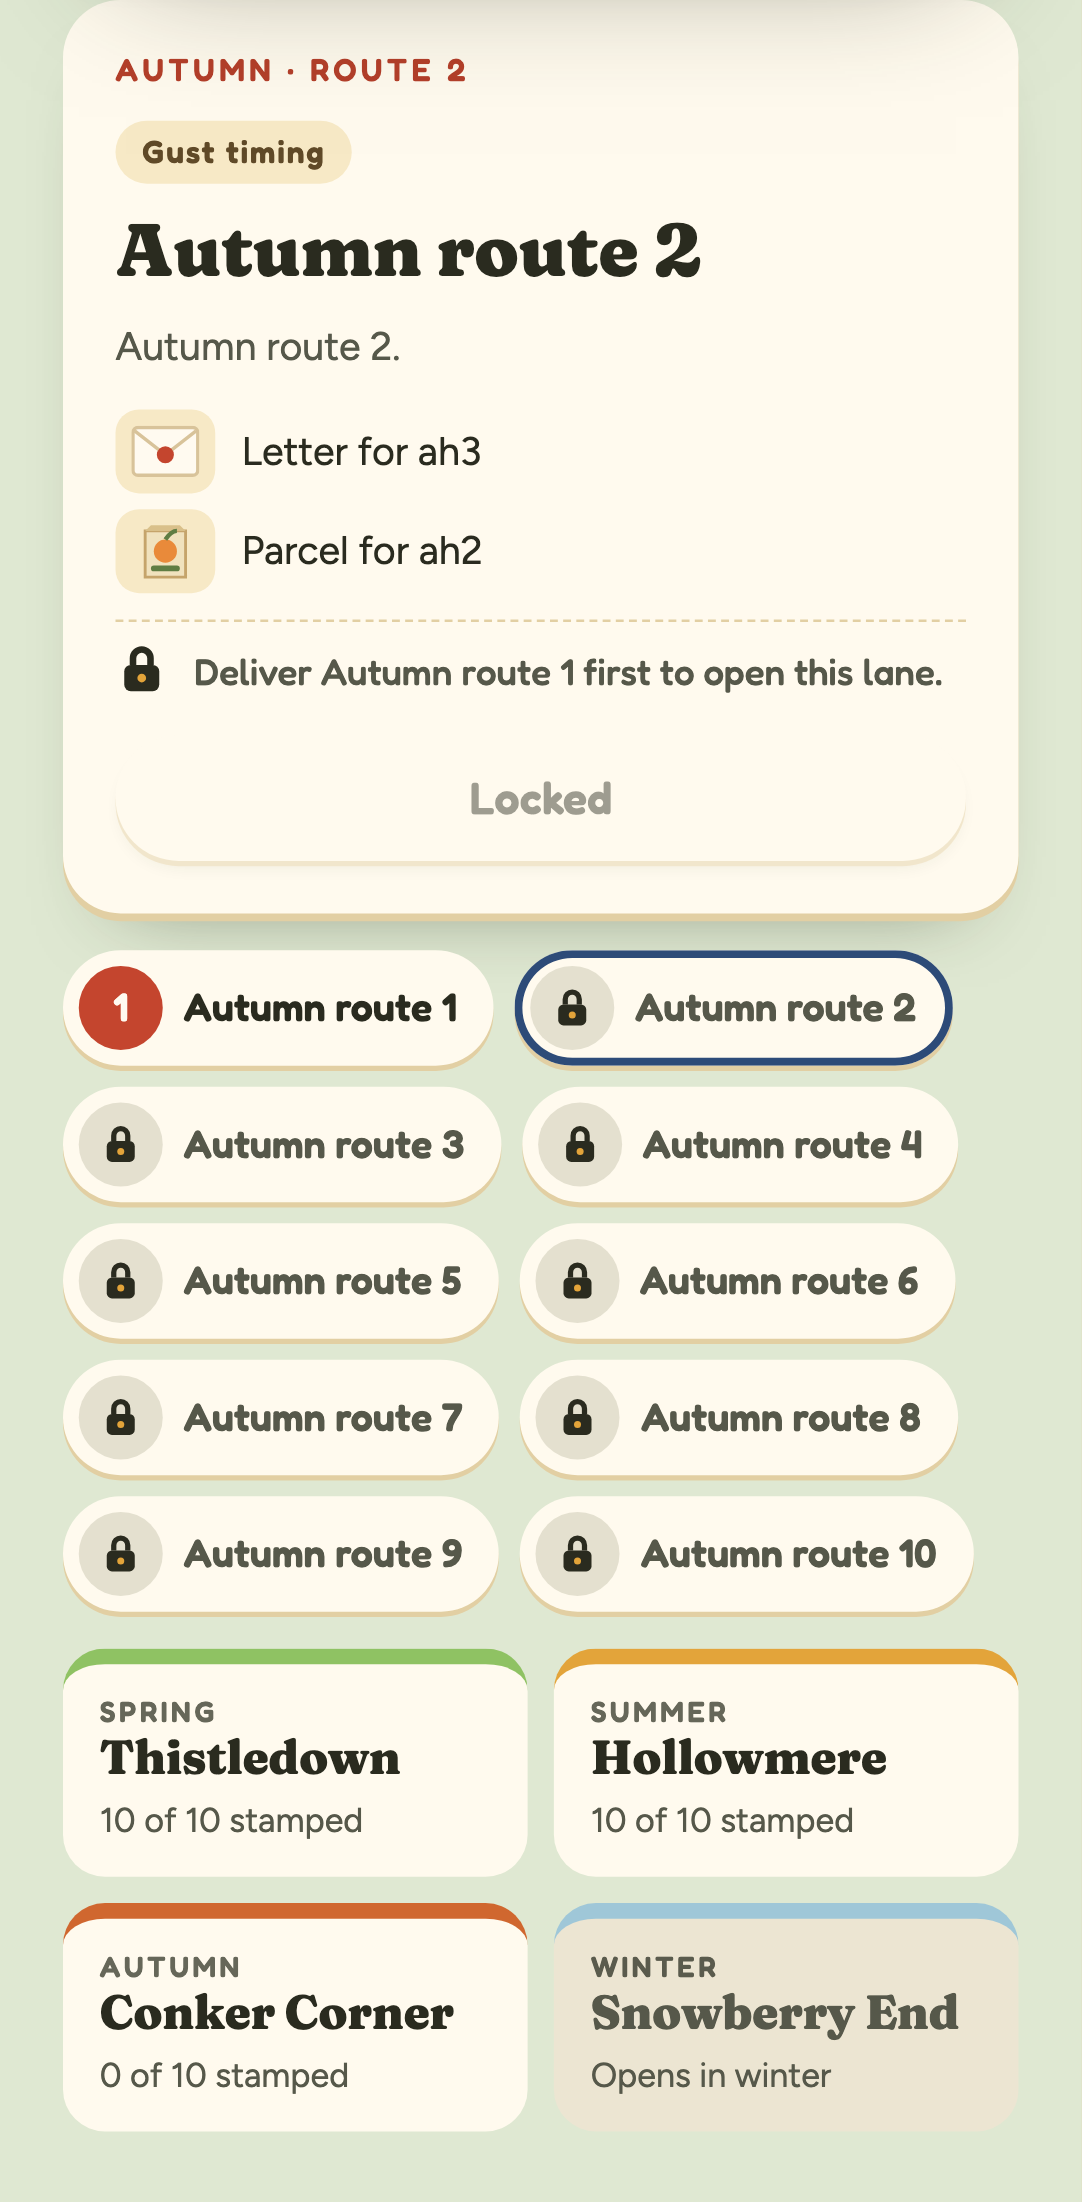 AUTUMN · ROUTE 2
Gust timing
Autumn route 2
Autumn route 2.
Letter for ah3
Parcel for ah2
Deliver Autumn route 1 first to open this lane.
Locked
1 Autumn route 1
Autumn route 2
Autumn route 3
Autumn route 4
Autumn route 5
Autumn route 6
Autumn route 7
Autumn route 8
Autumn route 9
Autumn route 10
SPRING
Thistledown
10 of 10 stamped
SUMMER
Hollowmere
10 of 10 stamped
AUTUMN
Conker Corner
0 of 10 stamped
WINTER
Snowberry End
Opens in winter